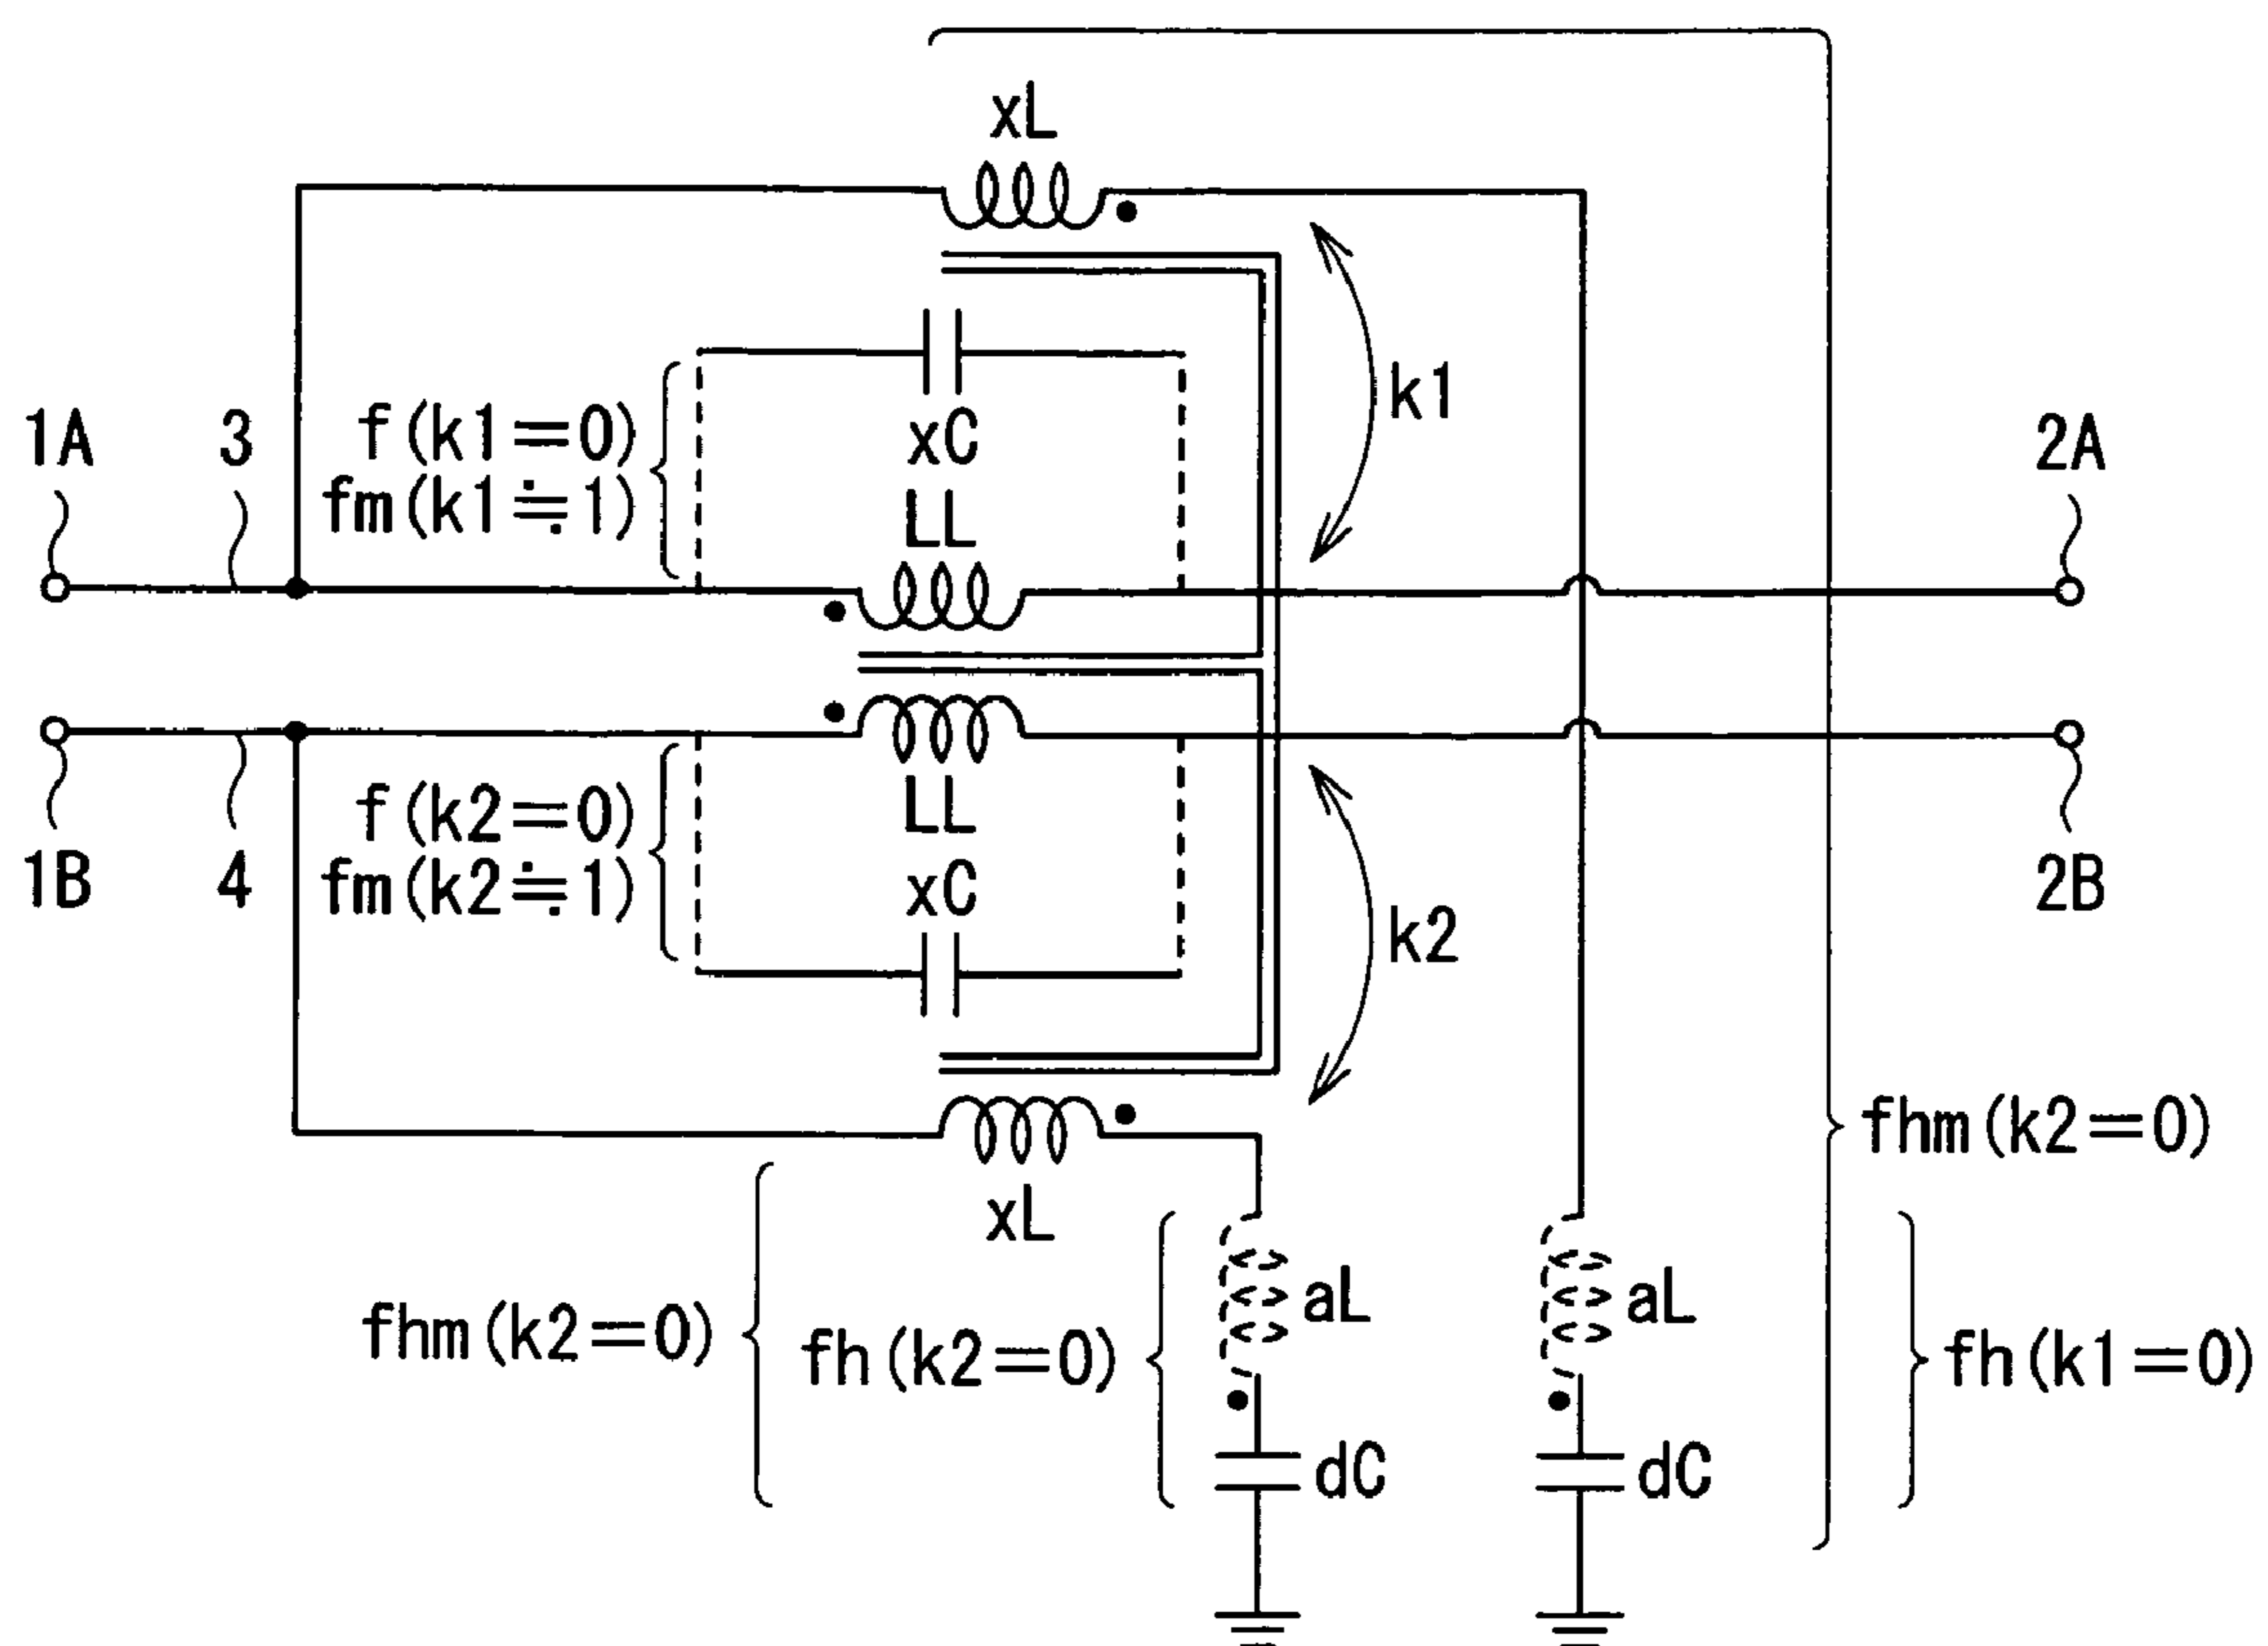 xL
k1
f(k1=0)
fm(k1≒1)
xC
LL
1A
3
2A
1B
4
f(k2=0)
fm(k2≒1)
LL
xC
k2
2B
xL
fhm(k2=0)
fhm(k2=0)
fh(k2=0)
aL
aL
fh(k1=0)
dC
dC